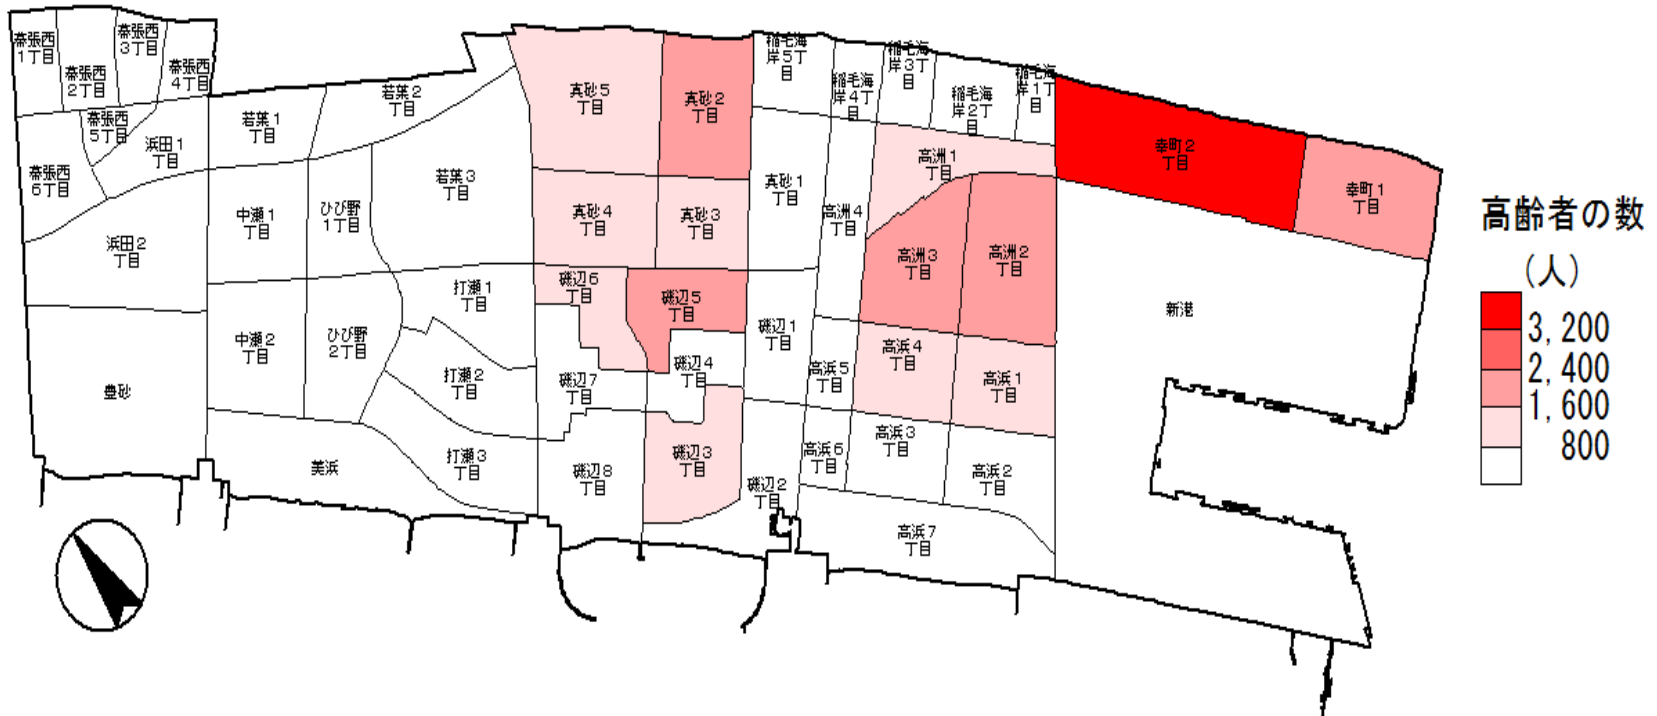 幕張西
1丁目
幕張西
2丁目
幕張西
3丁目
幕張西
4丁目
幕張西
5丁目
幕張西
6丁目
浜田1
丁目
浜田2
丁目
豊砂
若葉1
丁目
若葉2
丁目
若葉3
丁目
中瀬1
丁目
中瀬2
丁目
ひび野
1丁目
ひび野
2丁目
打瀬1
丁目
打瀬2
丁目
打瀬3
丁目
美浜
真砂5
丁目
真砂2
丁目
真砂4
丁目
真砂3
丁目
真砂1
丁目
磯辺6
丁目
磯辺5
丁目
磯辺1
丁目
磯辺4
丁目
磯辺7
丁目
磯辺3
丁目
磯辺8
丁目
磯辺2
丁目
稲毛海
岸5丁
目
稲毛海
岸4丁
目
稲毛海
岸3丁
目
稲毛海
岸2丁
目
稲毛海
岸1丁
目
高洲1
丁目
高洲4
丁目
高洲3
丁目
高洲2
丁目
高浜4
丁目
高浜1
丁目
高浜5
丁目
高浜6
丁目
高浜3
丁目
高浜2
丁目
高浜7
丁目
幸町2
丁目
幸町1
丁目
新港
高齢者の数
(人)
3,200
2,400
1,600
800